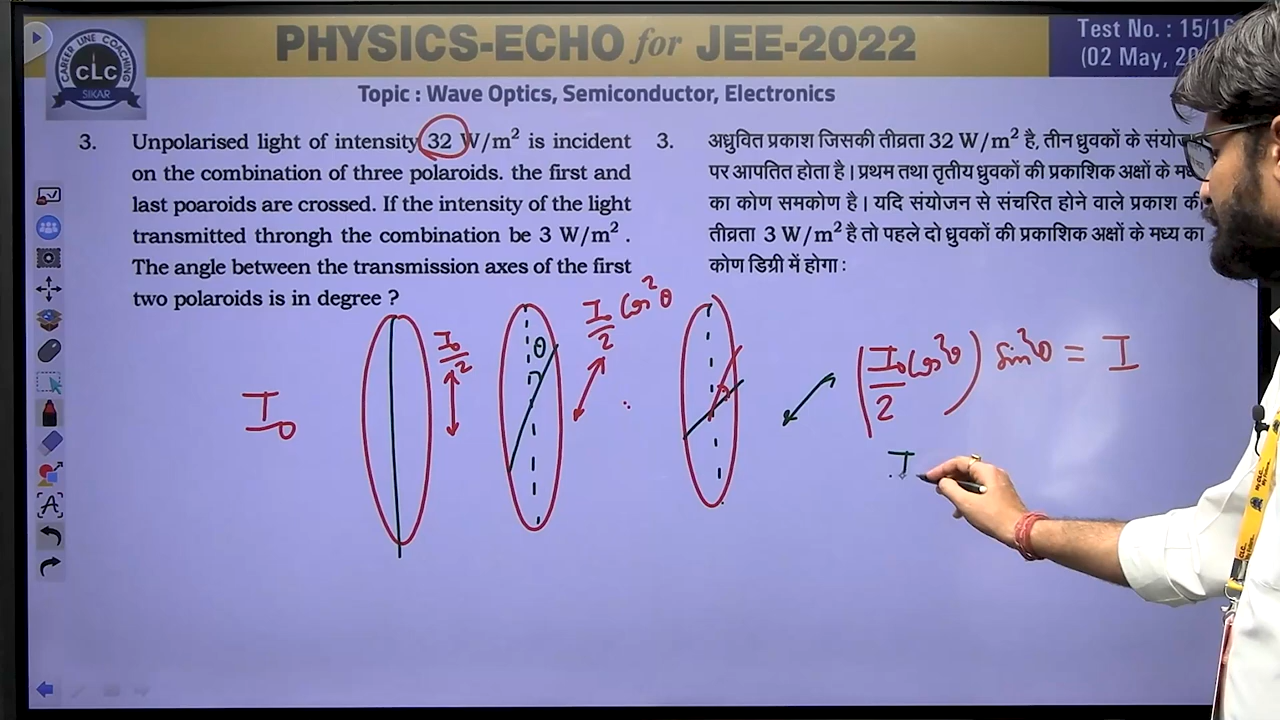 PHYSICS-ECHO for JEE-2022
Test No. : 15/16
(02 May, 20
CAREER LINE COACHING
CLC
SIKAR
Topic : Wave Optics, Semiconductor, Electronics
3. Unpolarised light of intensity 32 W/m² is incident
on the combination of three polaroids. the first and
last poaroids are crossed. If the intensity of the light
transmitted throngh the combination be 3 W/m² .
The angle between the transmission axes of the first
two polaroids is in degree ?
3. अध्रुवित प्रकाश जिसकी तीव्रता 32 W/m² है, तीन ध्रुवकों के संयो
पर आपतित होता है। प्रथम तथा तृतीय ध्रुवकों की प्रकाशिक अक्षों के मध्
का कोण समकोण है। यदि संयोजन से संचरित होने वाले प्रकाश की
तीव्रता 3 W/m² है तो पहले दो ध्रुवकों की प्रकाशिक अक्षों के मध्य का
कोण डिग्री में होगा :
I₀
I₀/2
θ
I₀/2 cos²θ
(I₀/2 cos²θ) sin²θ = I
I